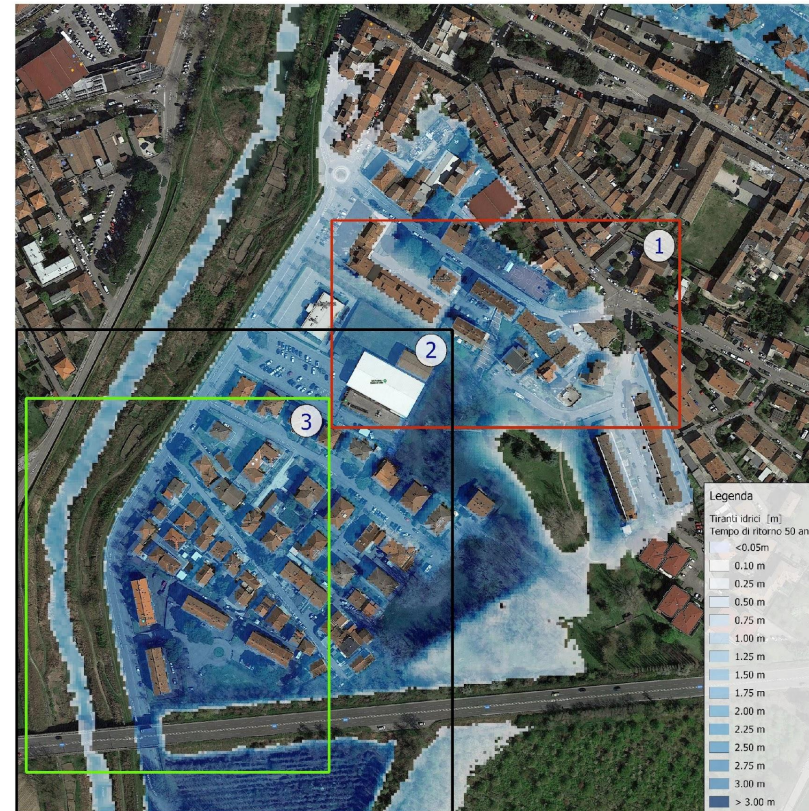 1
2
3
Legenda
Tiranti idrici [m]
Tempo di ritorno 50 an
<0.05m
0.10 m
0.25 m
0.50 m
0.75 m
1.00 m
1.25 m
1.50 m
1.75 m
2.00 m
2.25 m
2.50 m
2.75 m
3.00 m
> 3.00 m